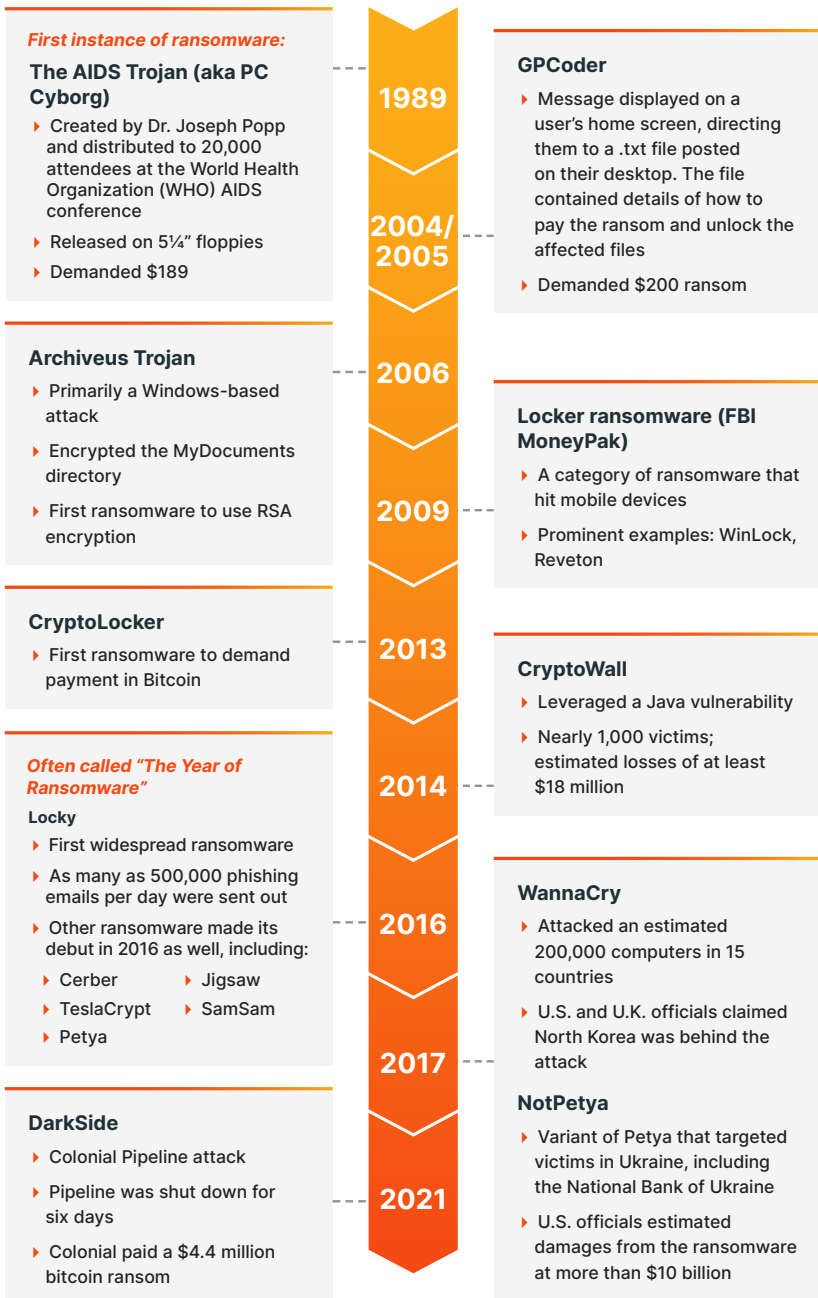 First instance of ransomware:
The AIDS Trojan (aka PC
Cyborg)
Created by Dr. Joseph Popp
and distributed to 20,000
attendees at the World Health
Organization (WHO) AIDS
conference
Released on 5¼” floppies
Demanded $189
1989
GPCoder
Message displayed on a
user’s home screen, directing
them to a .txt file posted
on their desktop. The file
contained details of how to
pay the ransom and unlock the
affected files
Demanded $200 ransom
2004/
2005
Archiveus Trojan
Primarily a Windows-based
attack
Encrypted the MyDocuments
directory
First ransomware to use RSA
encryption
2006
Locker ransomware (FBI
MoneyPak)
A category of ransomware that
hit mobile devices
Prominent examples: WinLock,
Reveton
2009
CryptoLocker
First ransomware to demand
payment in Bitcoin
2013
CryptoWall
Leveraged a Java vulnerability
Nearly 1,000 victims;
estimated losses of at least
$18 million
2014
Often called “The Year of
Ransomware”
Locky
First widespread ransomware
As many as 500,000 phishing
emails per day were sent out
Other ransomware made its
debut in 2016 as well, including:
Cerber
Jigsaw
TeslaCrypt
SamSam
Petya
2016
WannaCry
Attacked an estimated
200,000 computers in 15
countries
U.S. and U.K. officials claimed
North Korea was behind the
attack
NotPetya
Variant of Petya that targeted
victims in Ukraine, including
the National Bank of Ukraine
U.S. officials estimated
damages from the ransomware
at more than $10 billion
2017
DarkSide
Colonial Pipeline attack
Pipeline was shut down for
six days
Colonial paid a $4.4 million
bitcoin ransom
2021